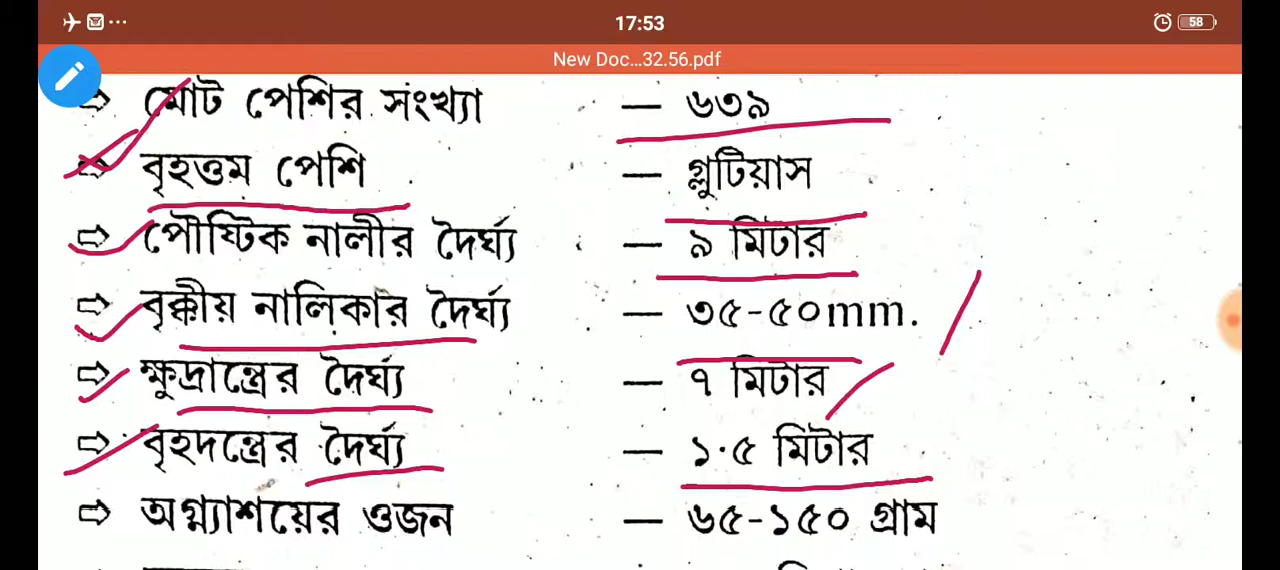 17:53
58
New Doc...32.56.pdf
⇨ মোট পেশির সংখ্যা — ৬৩৯
⇨ বৃহত্তম পেশি — গ্লুটিয়াস
⇨ পৌষ্টিক নালীর দৈর্ঘ্য — ৯ মিটার
⇨ বৃক্কীয় নালিকার দৈর্ঘ্য — ৩৫-৫০mm.
⇨ ক্ষুদ্রান্ত্রের দৈর্ঘ্য — ৭ মিটার
⇨ বৃহদন্ত্রের দৈর্ঘ্য — ১·৫ মিটার
⇨ অগ্ন্যাশয়ের ওজন — ৬৫-১৫০ গ্রাম